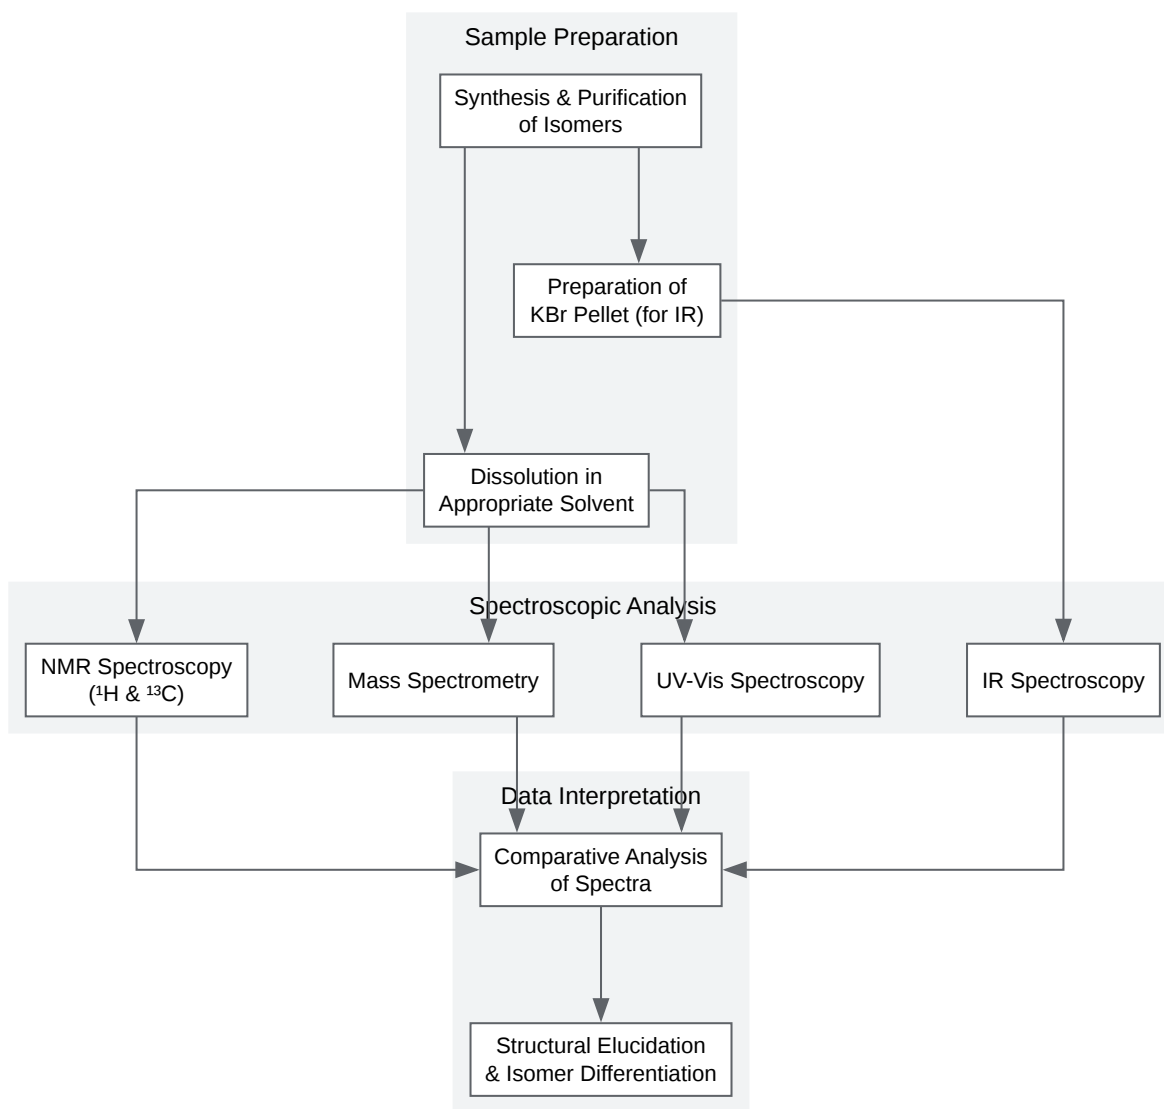 Sample Preparation
Synthesis & Purification
of Isomers
Preparation of
KBr Pellet (for IR)
Dissolution in
Appropriate Solvent
Spectroscopic Analysis
NMR Spectroscopy
(¹H & ¹³C)
Mass Spectrometry
UV-Vis Spectroscopy
IR Spectroscopy
Data Interpretation
Comparative Analysis
of Spectra
Structural Elucidation
& Isomer Differentiation